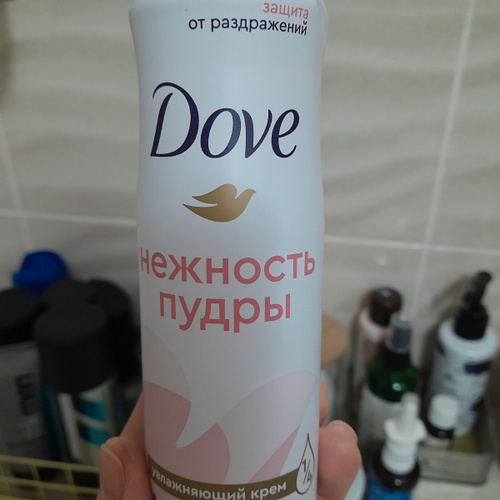 защита
от раздражений
Dove
нежность
пудры
увлажняющий крем
1/4